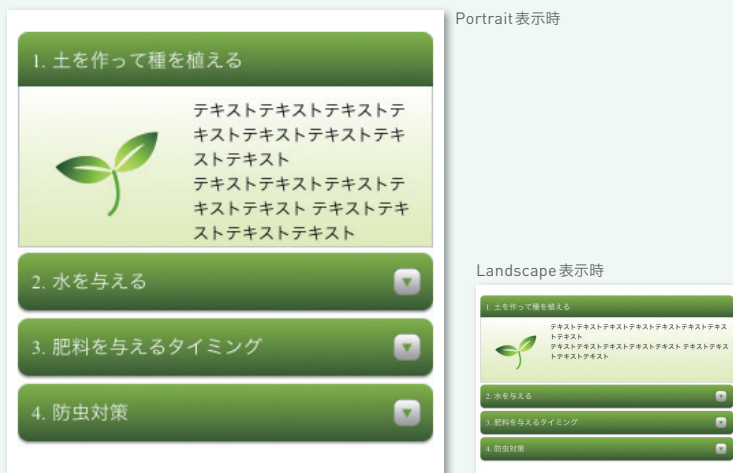 Portrait表示時
1. 土を作って種を植える
テキストテキストテキストテ
キストテキストテキストテキ
ストテキスト
テキストテキストテキストテ
キストテキスト テキストテキ
ストテキストテキスト
2. 水を与える
3. 肥料を与えるタイミング
4. 防虫対策
Landscape表示時
1. 土を作って種を植える
テキストテキストテキストテキストテキストテキストテキス
トテキスト
テキストテキストテキストテキストテキスト テキストテキス
トテキストテキスト
2. 水を与える
3. 肥料を与えるタイミング
4. 防虫対策